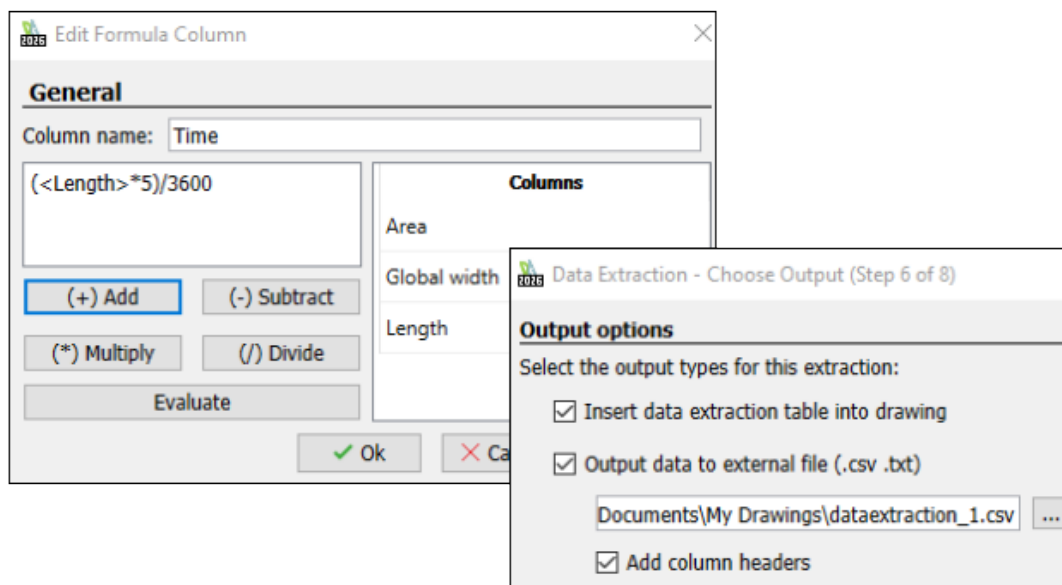 2026 Edit Formula Column
General
Column name: Time
(<Length>*5)/3600
Columns
Area
Global width
Length
(+) Add
(-) Subtract
(*) Multiply
(/) Divide
Evaluate
Ok
Ca
2026 Data Extraction - Choose Output (Step 6 of 8)
Output options
Select the output types for this extraction:
Insert data extraction table into drawing
Output data to external file (.csv .txt)
Documents\My Drawings\dataextraction_1.csv
...
Add column headers